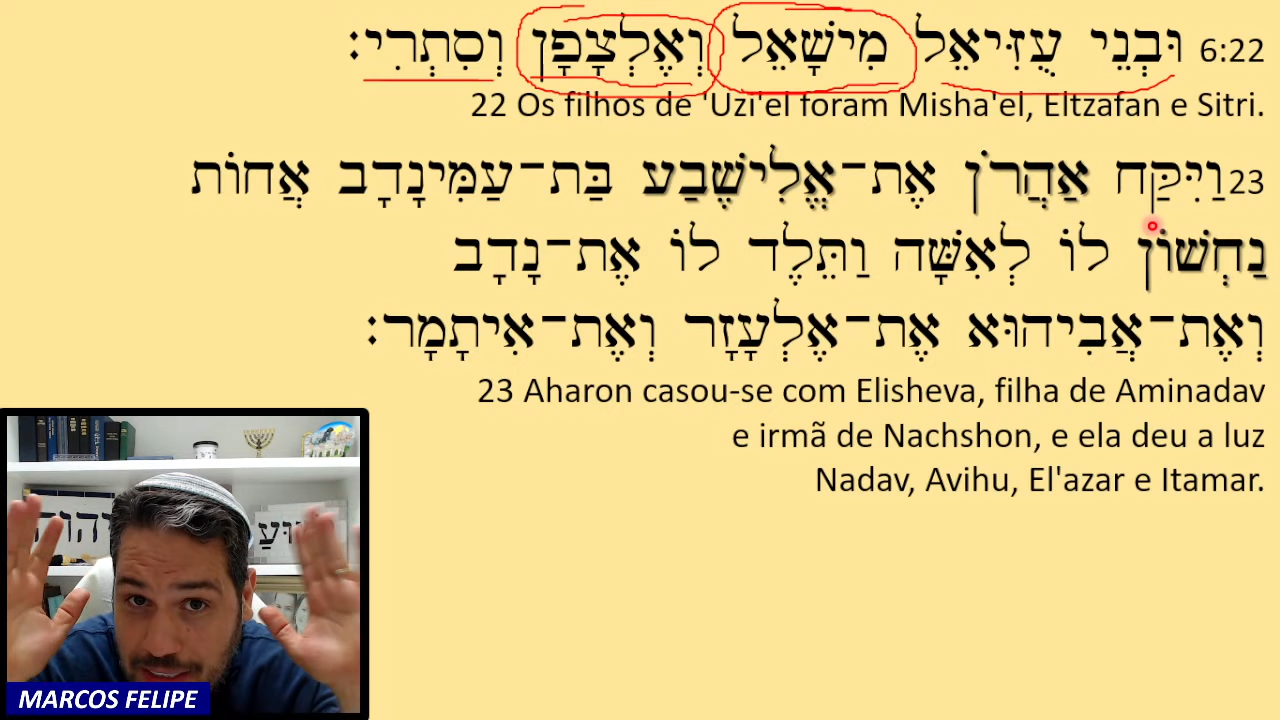 6:22 וּבְנֵי עֻזִּיאֵל מִישָׁאֵל וְאֶלְצָפָן וְסִתְרִי׃
22 Os filhos de 'Uzi'el foram Misha'el, Eltzafan e Sitri.
23 וַיִּקַּח אַהֲרֹן אֶת־אֱלִישֶׁבַע בַּת־עַמִּינָדָב אֲחוֹת
נַחְשׁוֹן לוֹ לְאִשָּׁה וַתֵּלֶד לוֹ אֶת־נָדָב
וְאֶת־אֲבִיהוּא אֶת־אֶלְעָזָר וְאֶת־אִיתָמָר׃
23 Aharon casou-se com Elisheva, filha de Aminadav
e irmã de Nachshon, e ela deu a luz
Nadav, Avihu, El'azar e Itamar.
MARCOS FELIPE